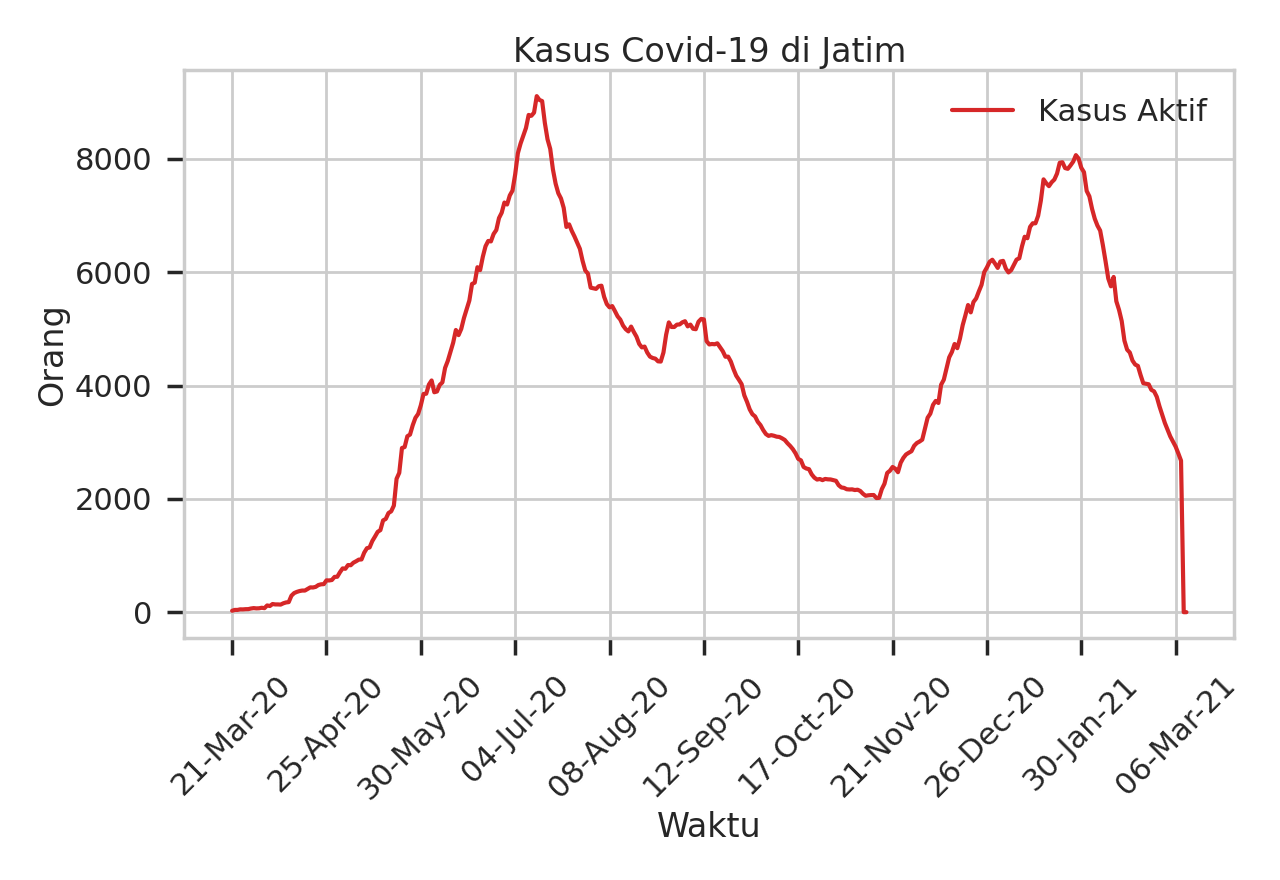 Kasus Covid-19 di Jatim
Kasus Aktif
8000
6000
4000
2000
0
Orang
21-Mar-20
25-Apr-20
30-May-20
04-Jul-20
08-Aug-20
12-Sep-20
17-Oct-20
21-Nov-20
26-Dec-20
30-Jan-21
06-Mar-21
Waktu